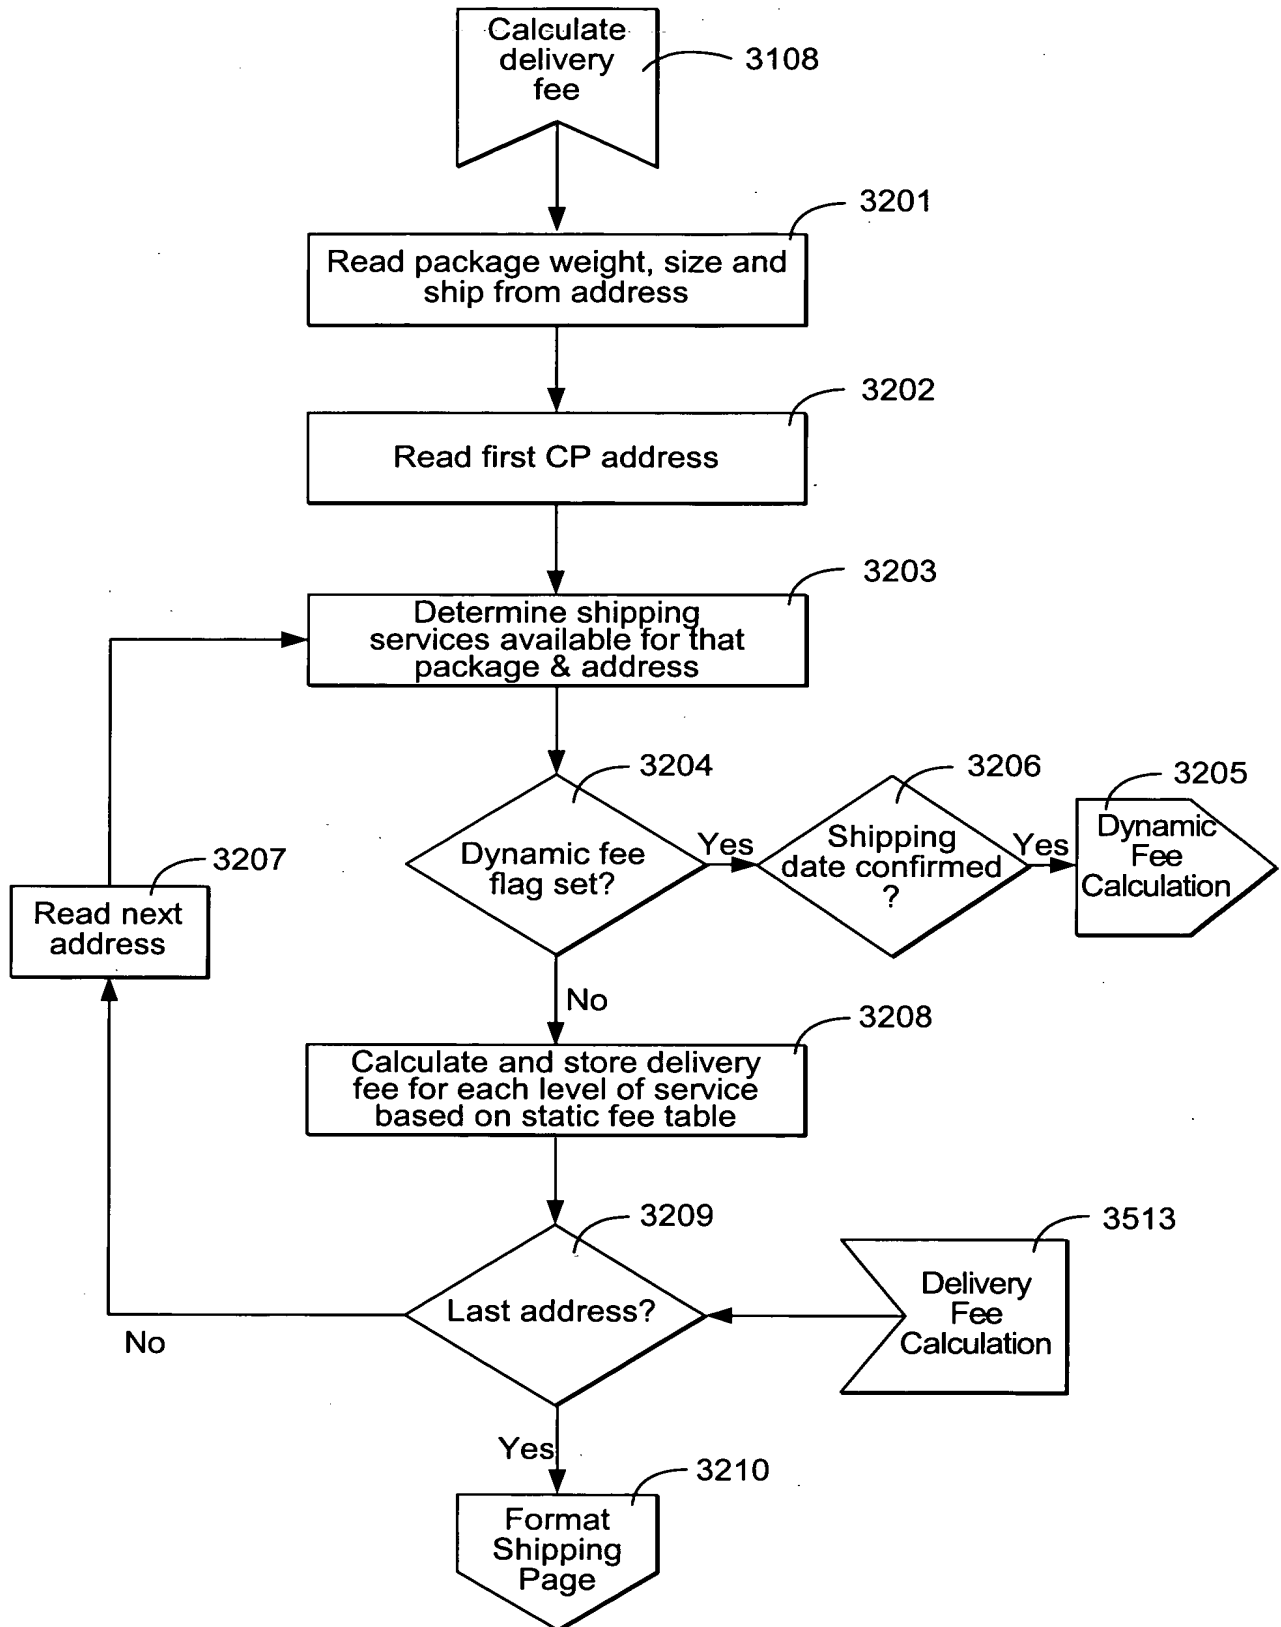 Calculate
delivery
fee
3108
3201
Read package weight, size and
ship from address
3202
Read first CP address
3203
Determine shipping
services available for that
package & address
3204
Dynamic fee
flag set?
Yes
3206
Shipping
date confirmed
?
Yes
3205
Dynamic
Fee
Calculation
3207
Read next
address
No
3208
Calculate and store delivery
fee for each level of service
based on static fee table
3209
Last address?
3513
Delivery
Fee
Calculation
No
Yes
3210
Format
Shipping
Page